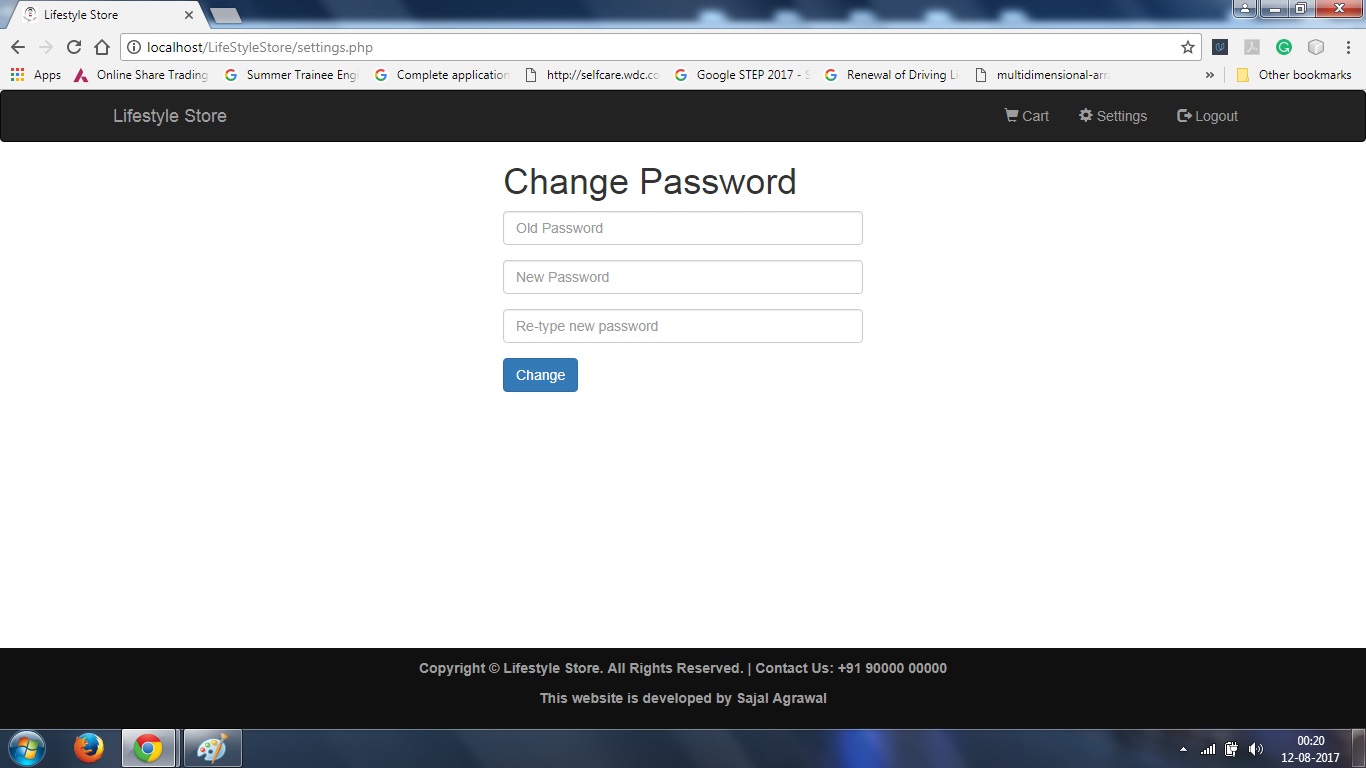 Lifestyle Store
localhost/LifeStyleStore/settings.php
Apps Online Share Trading Summer Trainee Eng Complete application http://selfcare.wdc.co Google STEP 2017 - S Renewal of Driving Li multidimensional-arr » Other bookmarks
Lifestyle Store Cart Settings Logout
Change Password
Old Password
New Password
Re-type new password
Change
Copyright © Lifestyle Store. All Rights Reserved. | Contact Us: +91 90000 00000
This website is developed by Sajal Agrawal
00:20
12-08-2017